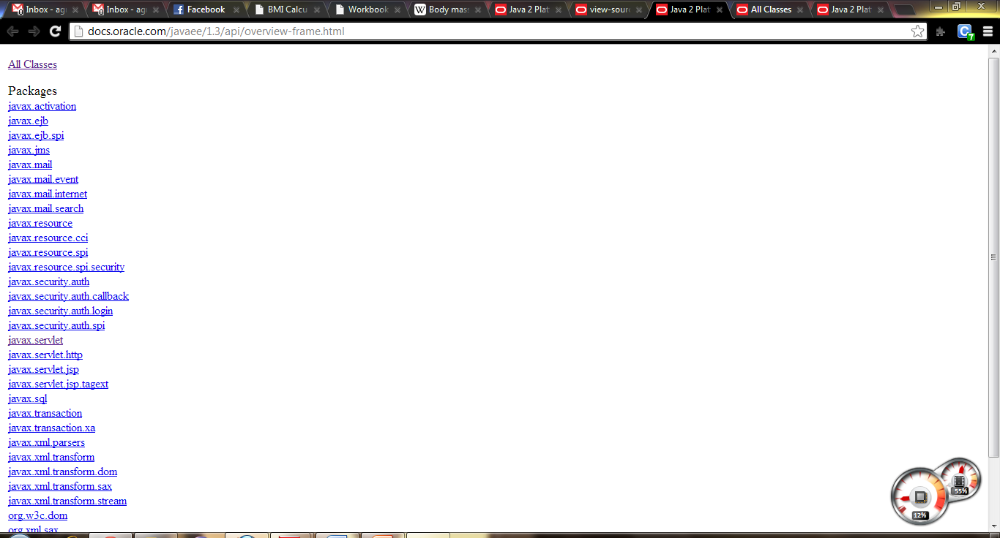 Inbox - ag Inbox - ag Facebook BMI Calcu Workbook Body mas Java 2 Plat view-sour Java 2 Plat All Classes Java 2 Plat
docs.oracle.com/javaee/1.3/api/overview-frame.html
All Classes
Packages
javax.activation
javax.ejb
javax.ejb.spi
javax.jms
javax.mail
javax.mail.event
javax.mail.internet
javax.mail.search
javax.resource
javax.resource.cci
javax.resource.spi
javax.resource.spi.security
javax.security.auth
javax.security.auth.callback
javax.security.auth.login
javax.security.auth.spi
javax.servlet
javax.servlet.http
javax.servlet.jsp
javax.servlet.jsp.tagext
javax.sql
javax.transaction
javax.transaction.xa
javax.xml.parsers
javax.xml.transform
javax.xml.transform.dom
javax.xml.transform.sax
javax.xml.transform.stream
org.w3c.dom
org.xml.sax
55%
12%